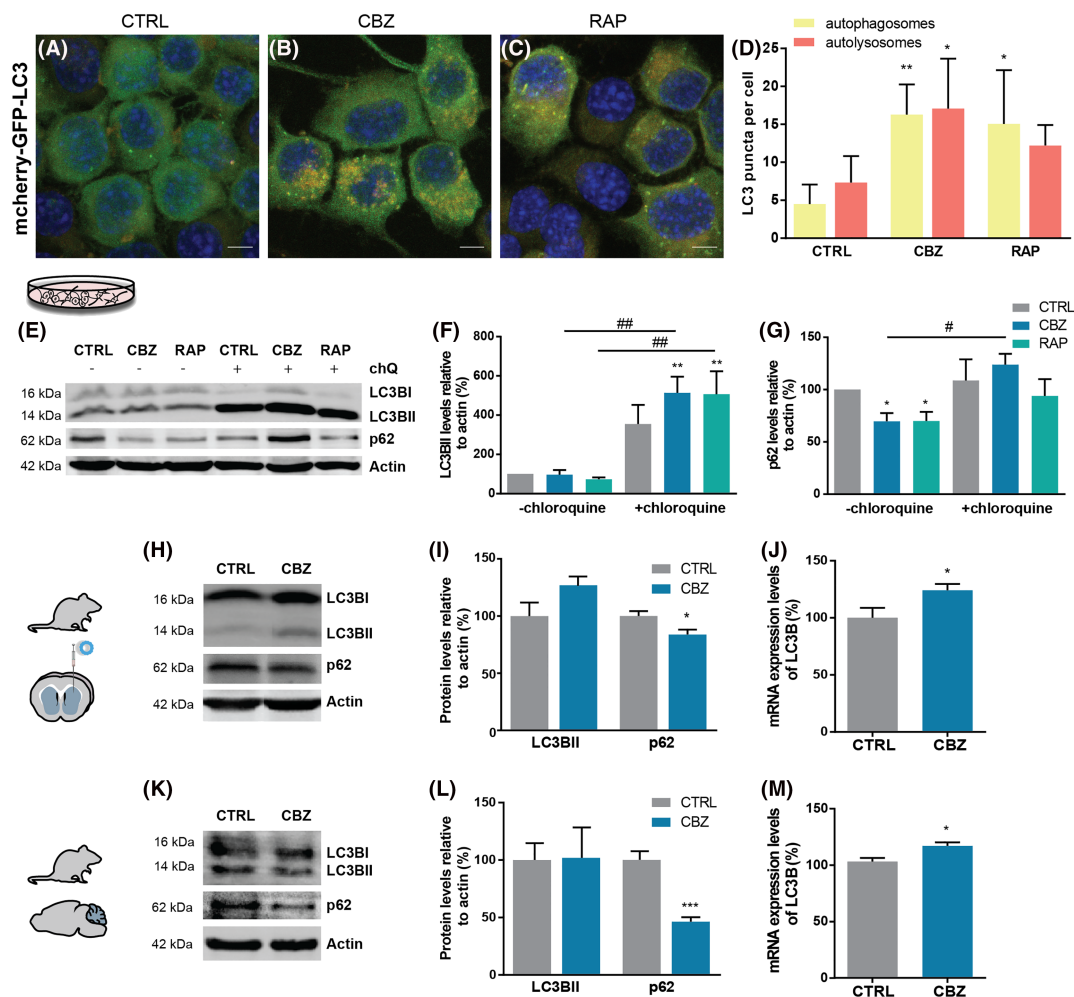 CTRL CBZ RAP
(A) (B) (C)
mcherry-GFP-LC3
autophagosomes
autolysosomes
(D)
LC3 puncta per cell
25
20
15
10
5
0
** * *
CTRL CBZ RAP
(E)
CTRL CBZ RAP CTRL CBZ RAP
- - - + + + chQ
16 kDa LC3BI
14 kDa LC3BII
62 kDa p62
42 kDa Actin
(F)
LC3BII levels relative
to actin (%)
800
600
400
200
0
##
##
** **
-chloroquine +chloroquine
(G)
CTRL
CBZ
RAP
p62 levels relative
to actin (%)
150
100
50
0
#
* *
-chloroquine +chloroquine
(H)
CTRL CBZ
16 kDa LC3BI
14 kDa LC3BII
62 kDa p62
42 kDa Actin
(I)
CTRL
CBZ
Protein levels relative
to actin (%)
150
100
50
0
*
LC3BII p62
(J)
mRNA expression levels
of LC3B (%)
150
100
50
0
*
CTRL CBZ
(K)
CTRL CBZ
16 kDa LC3BI
14 kDa LC3BII
62 kDa p62
42 kDa Actin
(L)
CTRL
CBZ
Protein levels relative
to actin (%)
150
100
50
0
***
LC3BII p62
(M)
mRNA expression levels
of LC3B (%)
150
100
50
0
*
CTRL CBZ